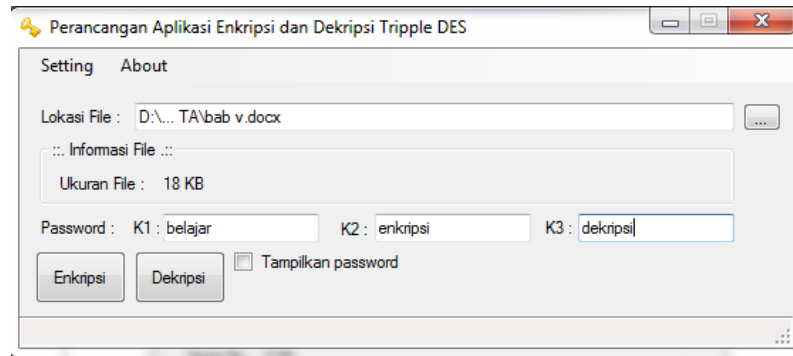 Perancangan Aplikasi Enkripsi dan Dekripsi Tripple DES
Setting About
Lokasi File : D:\... TA\bab v.docx ...
::. Informasi File .::
Ukuran File : 18 KB
Password : K1 : belajar K2 : enkripsi K3 : dekripsi
Enkripsi Dekripsi Tampilkan password